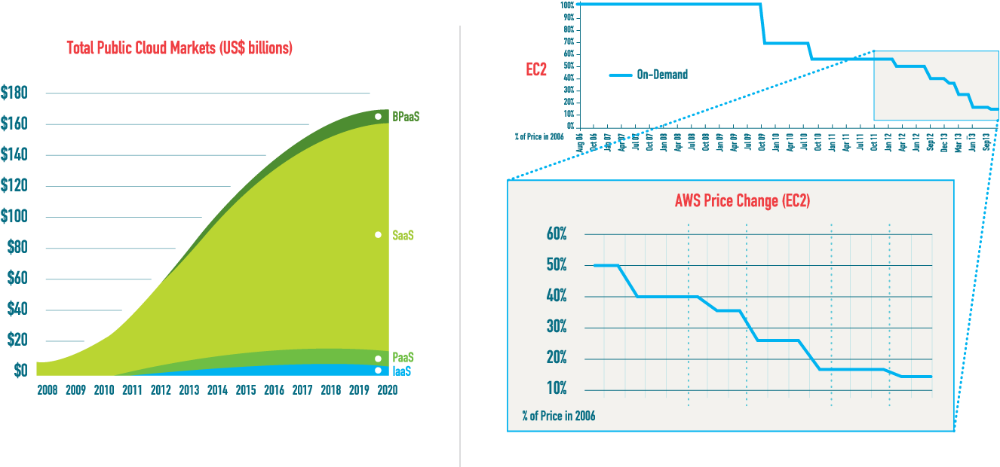 Total Public Cloud Markets (US$ billions)
$180
$160
$140
$120
$100
$80
$60
$40
$20
$0
BPaaS
SaaS
PaaS
IaaS
2008 2009 2010 2011 2012 2013 2014 2015 2016 2017 2018 2019 2020
EC2
100%
90%
80%
70%
60%
50%
40%
30%
20%
10%
0%
On-Demand
% of Price in 2006
Aug 06 Oct 06 Jan 07 Apr 07 Jul 07 Oct 07 Jan 08 Apr 08 Jul 08 Oct 08 Jan 09 Apr 09 Jul 09 Oct 09 Jan 10 Apr 10 Jul 10 Oct 10 Jan 11 Apr 11 Jul 11 Oct 11 Jan 12 Apr 12 Jun 12 Sep12 Dec 13 Mar 13 Jun 13 Sep13
AWS Price Change (EC2)
60%
50%
40%
30%
20%
10%
% of Price in 2006